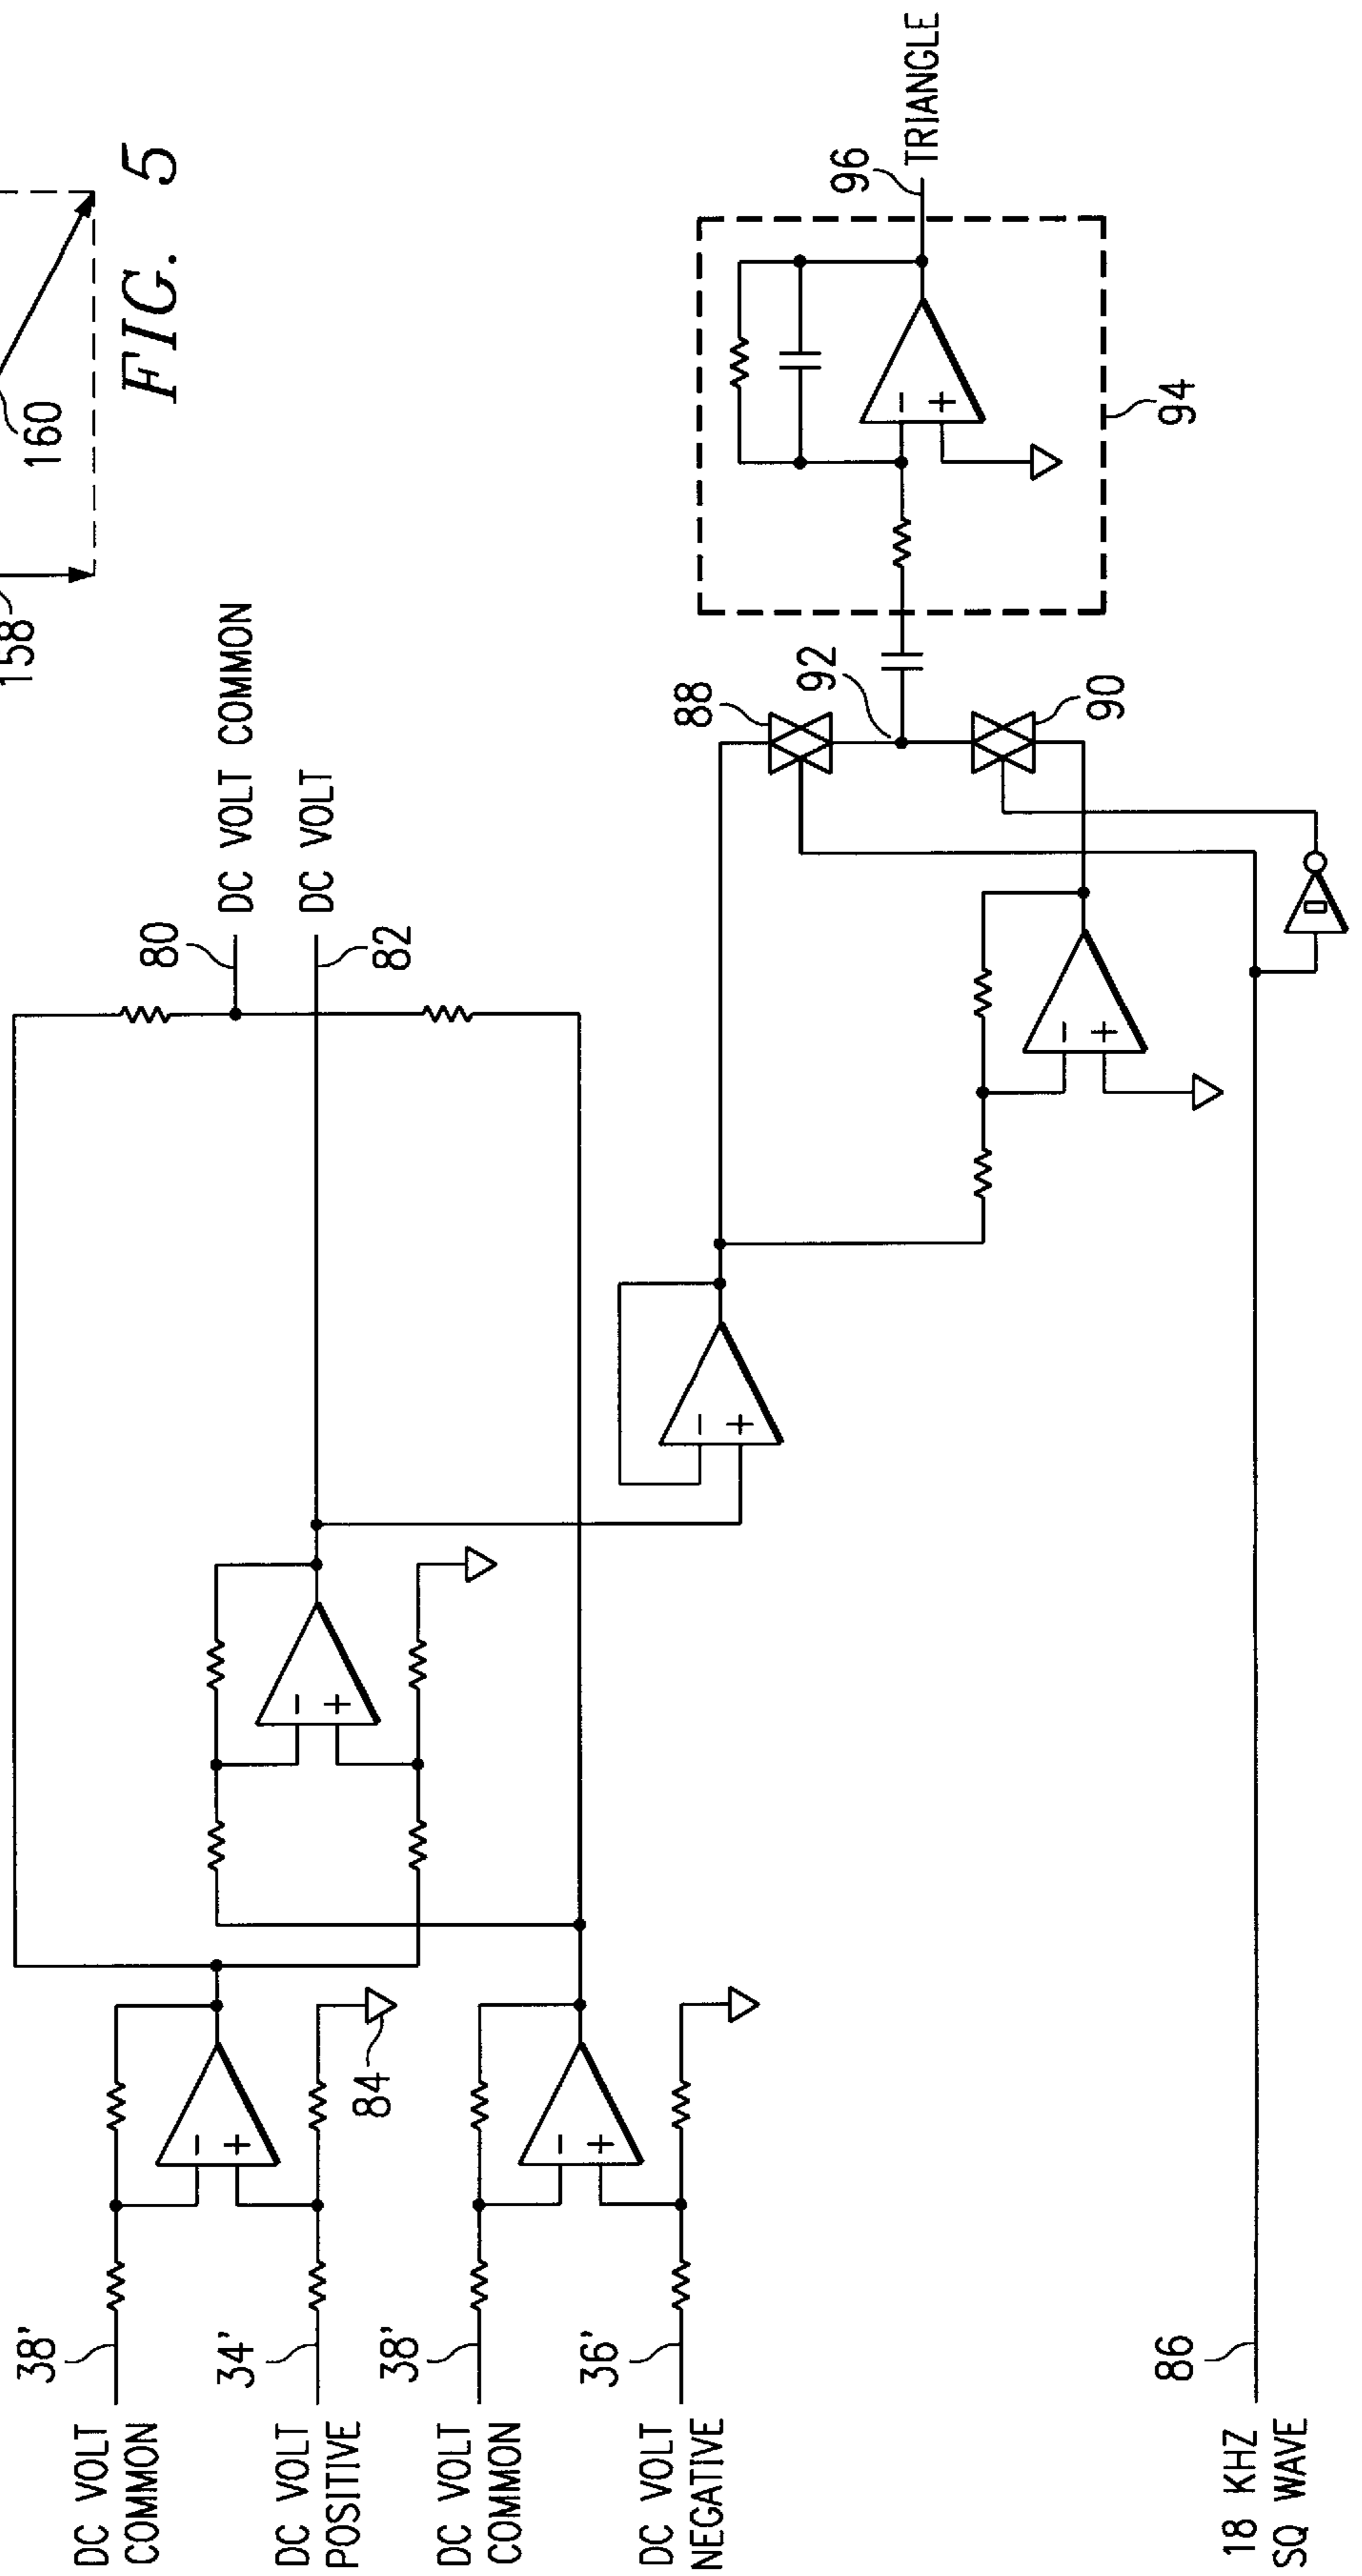 158
160
FIG. 5
DC VOLT
COMMON
38'
DC VOLT
POSITIVE
34'
84
DC VOLT
COMMON
38'
DC VOLT
NEGATIVE
36'
80
DC VOLT COMMON
DC VOLT
82
18 KHZ
SQ WAVE
86
88
92
90
94
96
TRIANGLE
-
+
-
+
-
+
-
+
-
+
-
+